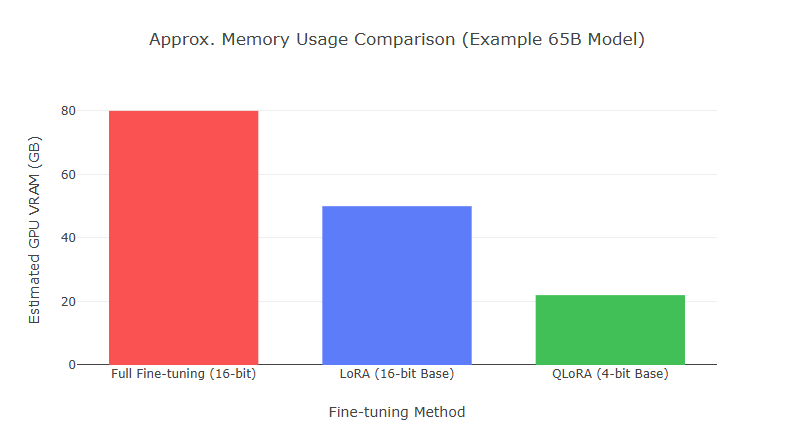 Approx. Memory Usage Comparison (Example 65B Model)
Estimated GPU VRAM (GB)
80
60
40
20
0
Full Fine-tuning (16-bit)
LoRA (16-bit Base)
QLoRA (4-bit Base)
Fine-tuning Method